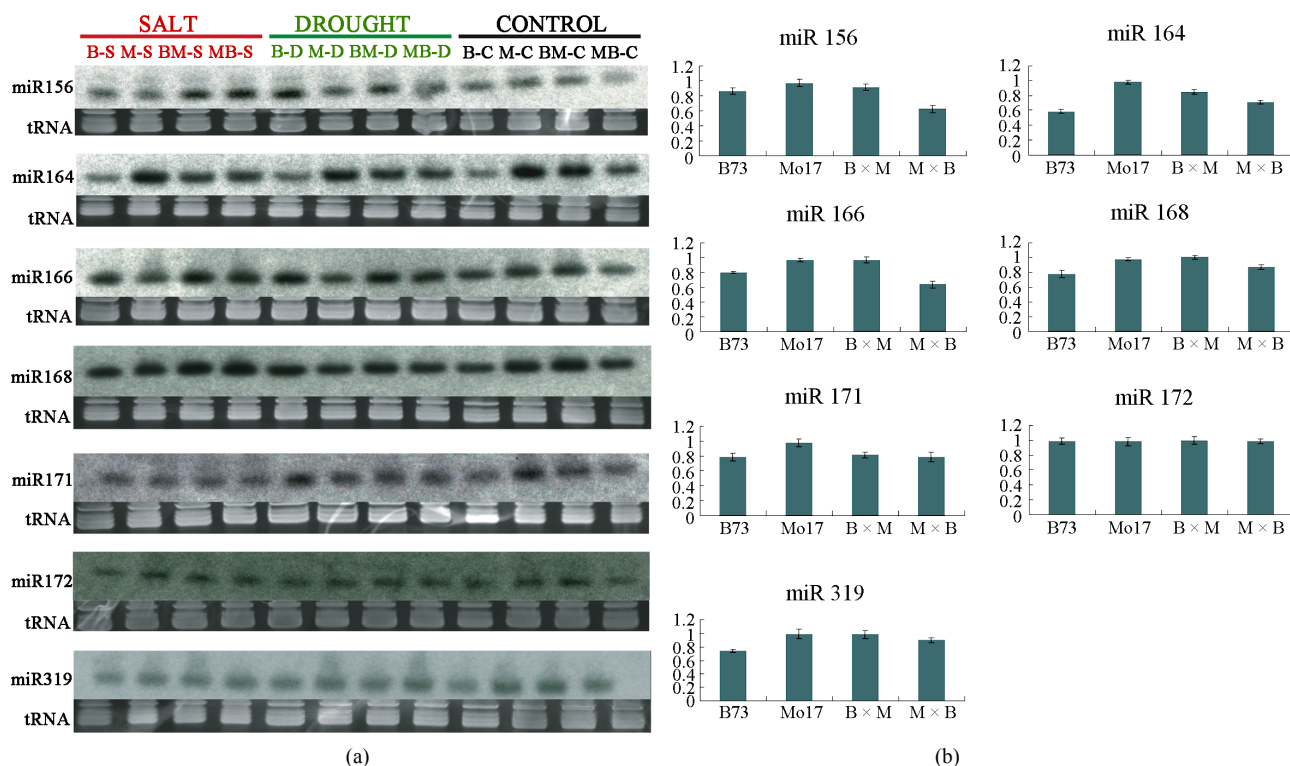 SALT DROUGHT CONTROL
B-S M-S BM-S MB-S B-D M-D BM-D MB-D B-C M-C BM-C MB-C
miR156
tRNA
miR164
tRNA
miR166
tRNA
miR168
tRNA
miR171
tRNA
miR172
tRNA
miR319
tRNA
(a)
miR 156
1.2
1
0.8
0.6
0.4
0.2
0
B73 Mo17 B × M M × B
miR 164
1.2
1
0.8
0.6
0.4
0.2
0
B73 Mo17 B × M M × B
miR 166
1.2
1
0.8
0.6
0.4
0.2
0
B73 Mo17 B × M M × B
miR 168
1.2
1
0.8
0.6
0.4
0.2
0
B73 Mo17 B × M M × B
miR 171
1.2
1
0.8
0.6
0.4
0.2
0
B73 Mo17 B × M M × B
miR 172
1.2
1
0.8
0.6
0.4
0.2
0
B73 Mo17 B × M M × B
miR 319
1.2
1
0.8
0.6
0.4
0.2
0
B73 Mo17 B × M M × B
(b)